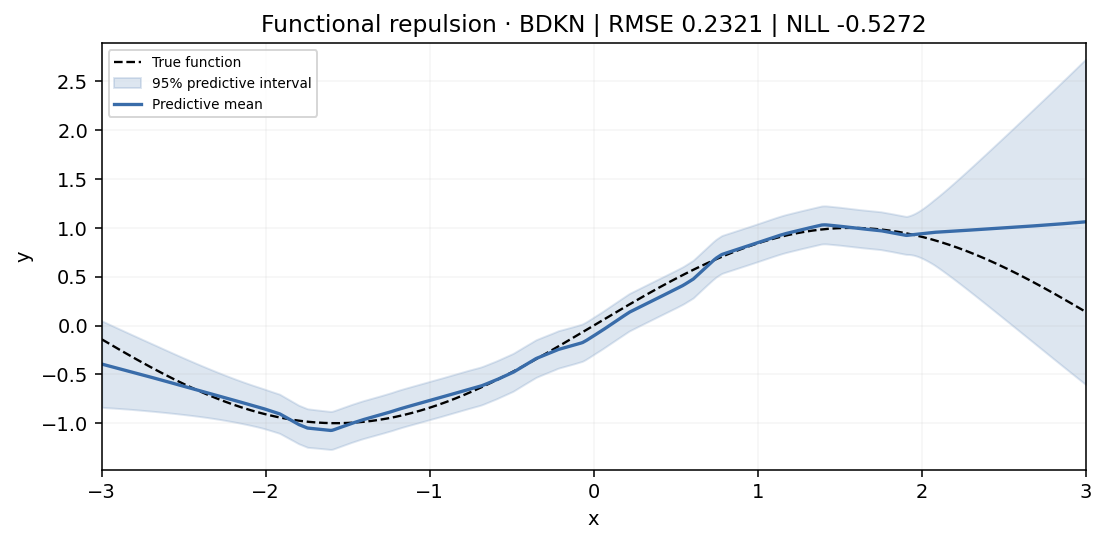 Functional repulsion · BDKN | RMSE 0.2321 | NLL -0.5272
True function
95% predictive interval
Predictive mean
2.5
2.0
1.5
1.0
0.5
0.0
−0.5
−1.0
y
−3 −2 −1 0 1 2 3
x